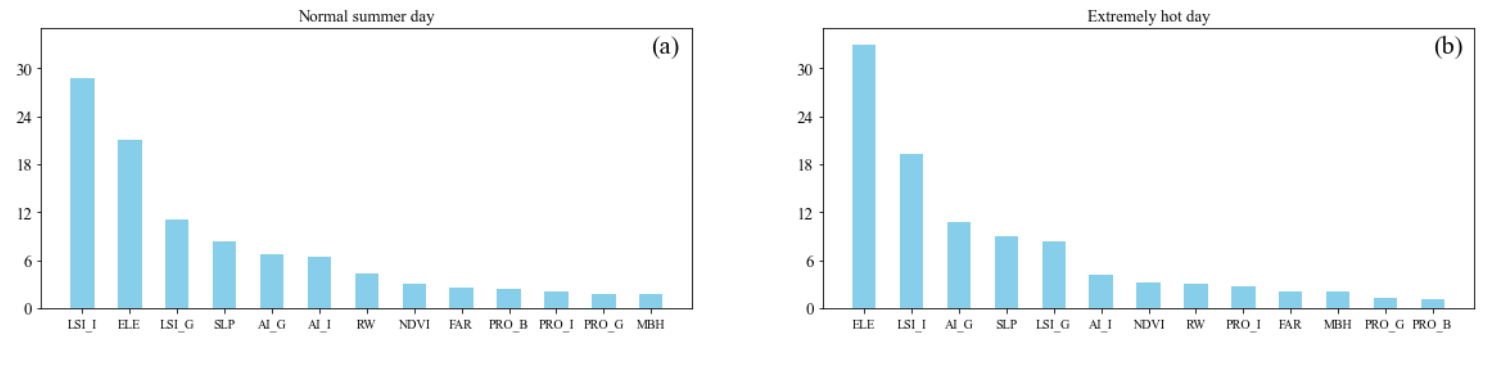 Normal summer day
(a)
30
24
18
12
6
0
LSI_I ELE LSI_G SLP AI_G AI_I RW NDVI FAR PRO_B PRO_I PRO_G MBH
Extremely hot day
(b)
30
24
18
12
6
0
ELE LSI_I AI_G SLP LSI_G AI_I NDVI RW PRO_I FAR MBH PRO_G PRO_B